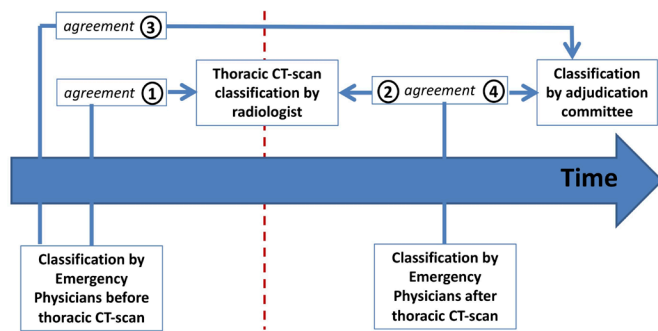 agreement 3
agreement 1
Thoracic CT-scan
classification by
radiologist
2 agreement 4
Classification
by adjudication
committee
Time
Classification by
Emergency
Physicians before
thoracic CT-scan
Classification by
Emergency
Physicians after
thoracic CT-scan